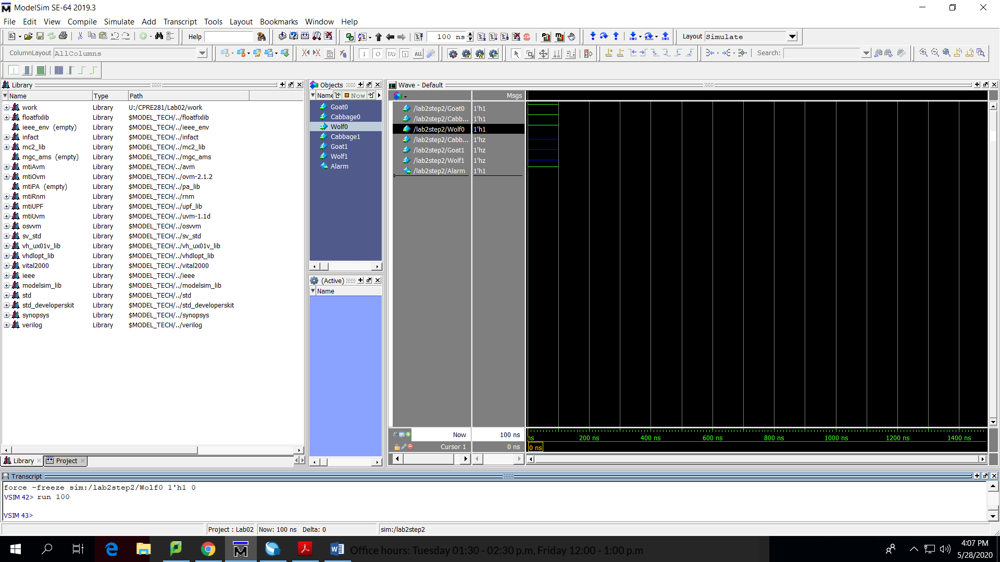 ModelSim SE-64 2019.3
File Edit View Compile Simulate Add Transcript Tools Layout Bookmarks Window Help
Help 100 ns Layout Simulate
ColumnLayout AllColumns I O I/O ALL Search:
Library
Name Type Path
work Library U:/CPRE281/Lab02/work
floatfixlib Library $MODEL_TECH/../floatfixlib
ieee_env (empty) Library $MODEL_TECH/../ieee_env
infact Library $MODEL_TECH/../infact
mc2_lib Library $MODEL_TECH/../mc2_lib
mgc_ams (empty) Library $MODEL_TECH/../mgc_ams
mtiAvm Library $MODEL_TECH/../avm
mtiOvm Library $MODEL_TECH/../ovm-2.1.2
mtiPA (empty) Library $MODEL_TECH/../pa_lib
mtiRnm Library $MODEL_TECH/../rnm
mtiUPF Library $MODEL_TECH/../upf_lib
mtiUvm Library $MODEL_TECH/../uvm-1.1d
osvvm Library $MODEL_TECH/../osvvm
sv_std Library $MODEL_TECH/../sv_std
vh_ux01v_lib Library $MODEL_TECH/../vh_ux01v_lib
vhdlopt_lib Library $MODEL_TECH/../vhdlopt_lib
vital2000 Library $MODEL_TECH/../vital2000
ieee Library $MODEL_TECH/../ieee
modelsim_lib Library $MODEL_TECH/../modelsim_lib
std Library $MODEL_TECH/../std
std_developerskit Library $MODEL_TECH/../std_developerskit
synopsys Library $MODEL_TECH/../synopsys
verilog Library $MODEL_TECH/../verilog
Library Project
Objects
Name Now
Goat0
Cabbage0
Wolf0
Cabbage1
Goat1
Wolf1
Alarm
(Active)
Name
Wave - Default
Msgs
/lab2step2/Goat0 1'h1
/lab2step2/Cabb... 1'h1
/lab2step2/Wolf0 1'h1
/lab2step2/Cabb... 1'hz
/lab2step2/Goat1 1'hz
/lab2step2/Wolf1 1'hz
/lab2step2/Alarm 1'h1
Now 100 ns
ns 200 ns 400 ns 600 ns 800 ns 1000 ns 1200 ns 1400 ns
Cursor 1 0 ns
0 ns
Transcript
force -freeze sim:/lab2step2/Wolf0 1'h1 0
VSIM 42> run 100
VSIM 43>
Project : Lab02 Now: 100 ns Delta: 0 sim:/lab2step2
Office hours: Tuesday 01:30 - 02:30 p.m, Friday 12:00 - 1:00 p.m
4:07 PM
5/28/2020